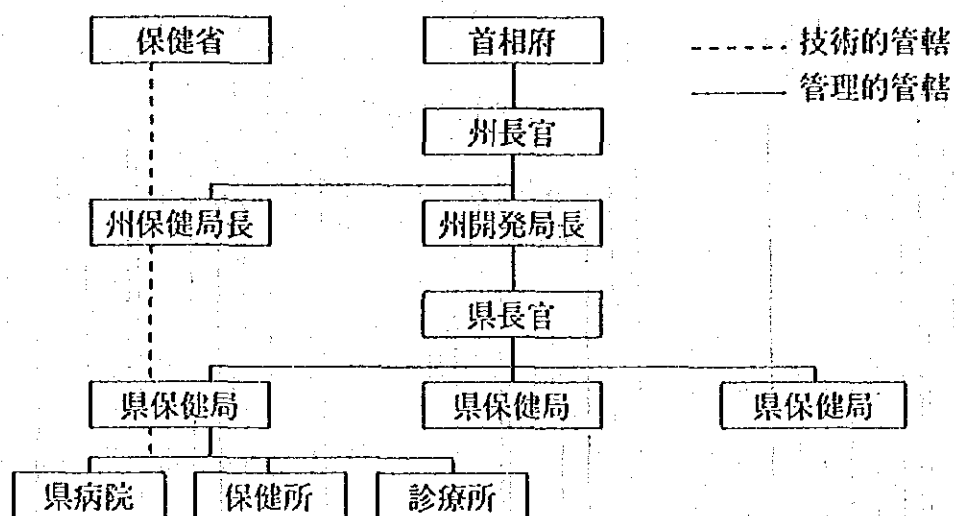 保健省
首相府
技術的管轄
管理的管轄
州長官
州保健局長
州開発局長
県長官
県保健局
県保健局
県保健局
県病院
保健所
診療所